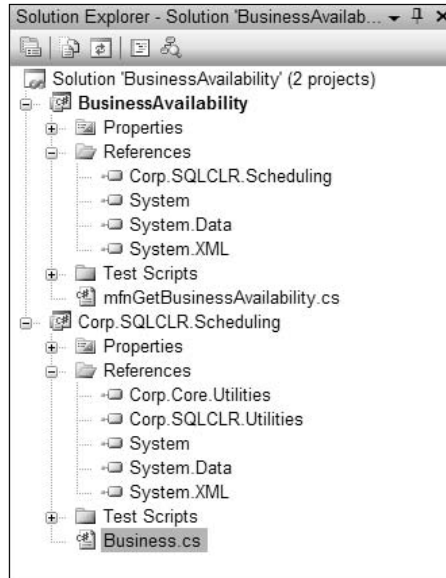 Solution Explorer - Solution 'BusinessAvailab...
Solution 'BusinessAvailability' (2 projects)
BusinessAvailability
Properties
References
Corp.SQLCLR.Scheduling
System
System.Data
System.XML
Test Scripts
mfnGetBusinessAvailability.cs
Corp.SQLCLR.Scheduling
Properties
References
Corp.Core.Utilities
Corp.SQLCLR.Utilities
System
System.Data
System.XML
Test Scripts
Business.cs